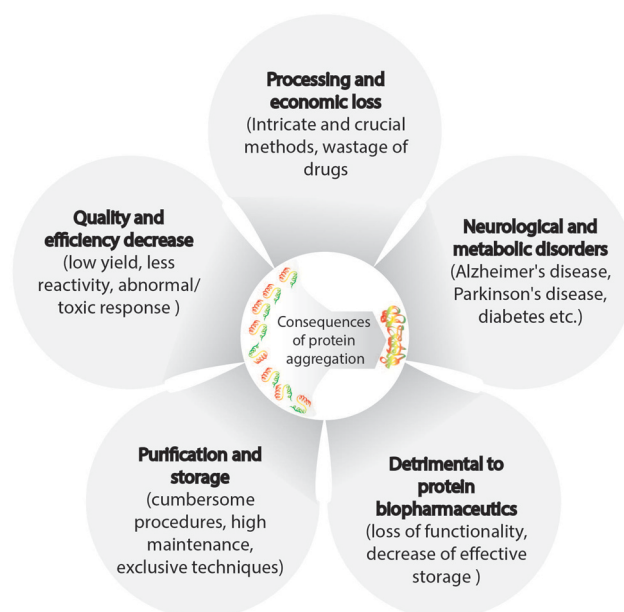 Processing and
economic loss
(Intricate and crucial
methods, wastage of
drugs
Quality and
efficiency decrease
(low yield, less
reactivity, abnormal/
toxic response )
Neurological and
metabolic disorders
(Alzheimer's disease,
Parkinson's disease,
diabetes etc.)
Consequences
of protein
aggregation
Purification and
storage
(cumbersome
procedures, high
maintenance,
exclusive techniques)
Detrimental to
protein
biopharmaceutics
(loss of functionality,
decrease of effective
storage )